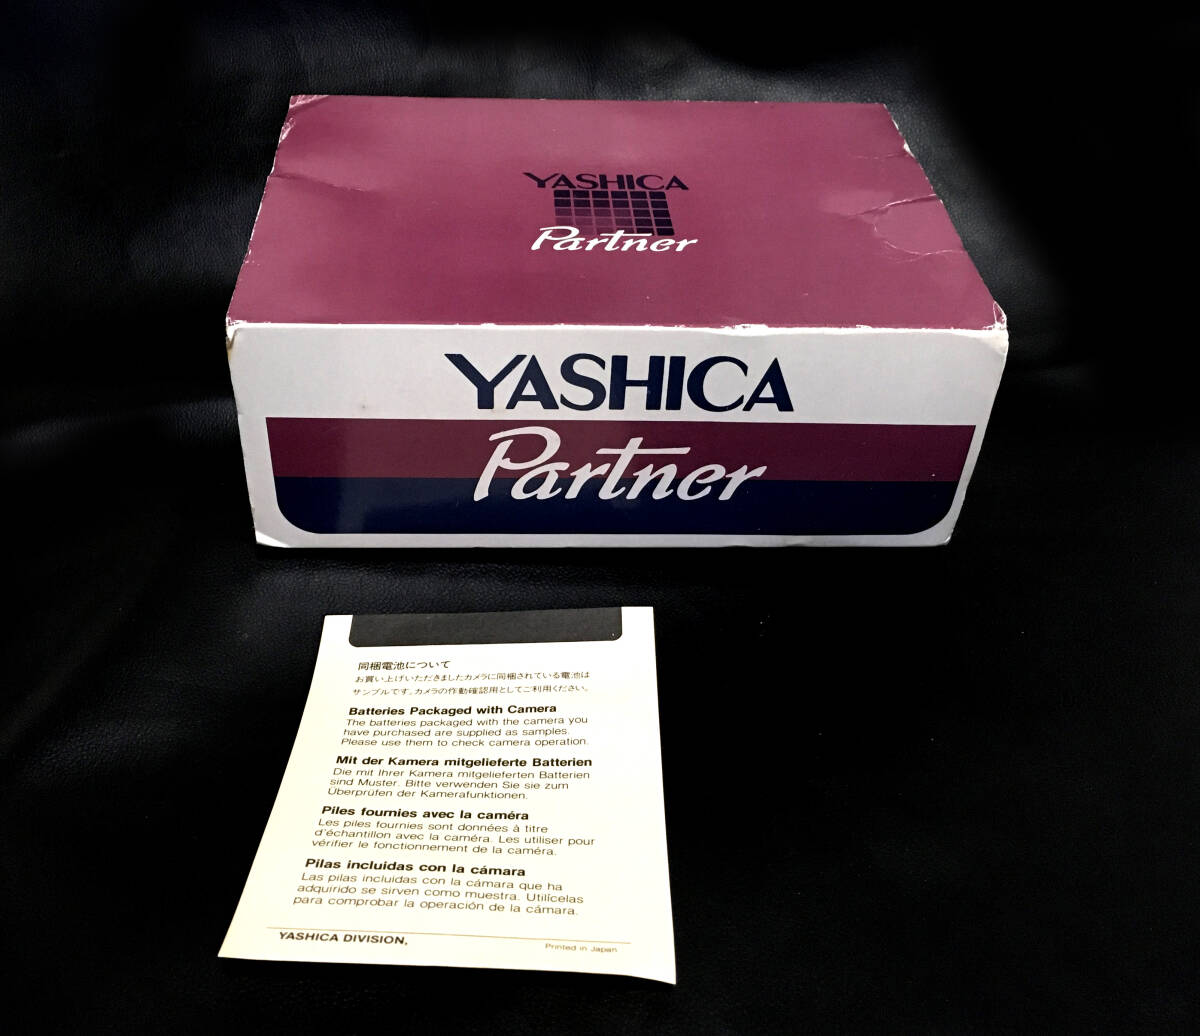 YASHICA
Partner
YASHICA
Partner
同梱電池について
お買い上げいただきましたカメラに同梱されている電池は
サンプルです。カメラの作動確認用としてご利用ください。
Batteries Packaged with Camera
The batteries packaged with the camera you
have purchased are supplied as samples.
Please use them to check camera operation.
Mit der Kamera mitgelieferte Batterien
Die mit Ihrer Kamera mitgelieferten Batterien
sind Muster. Bitte verwenden Sie sie zum
Überprüfen der Kamerafunktionen.
Piles fournies avec la caméra
Les piles fournies sont données à titre
d'échantillon avec la caméra. Les utiliser pour
vérifier le fonctionnement de la caméra.
Pilas incluidas con la cámara
Las pilas incluidas con la cámara que ha
adquirido se sirven como muestra. Utilícelas
para comprobar la operación de la cámara.
YASHICA DIVISION,
Printed in Japan